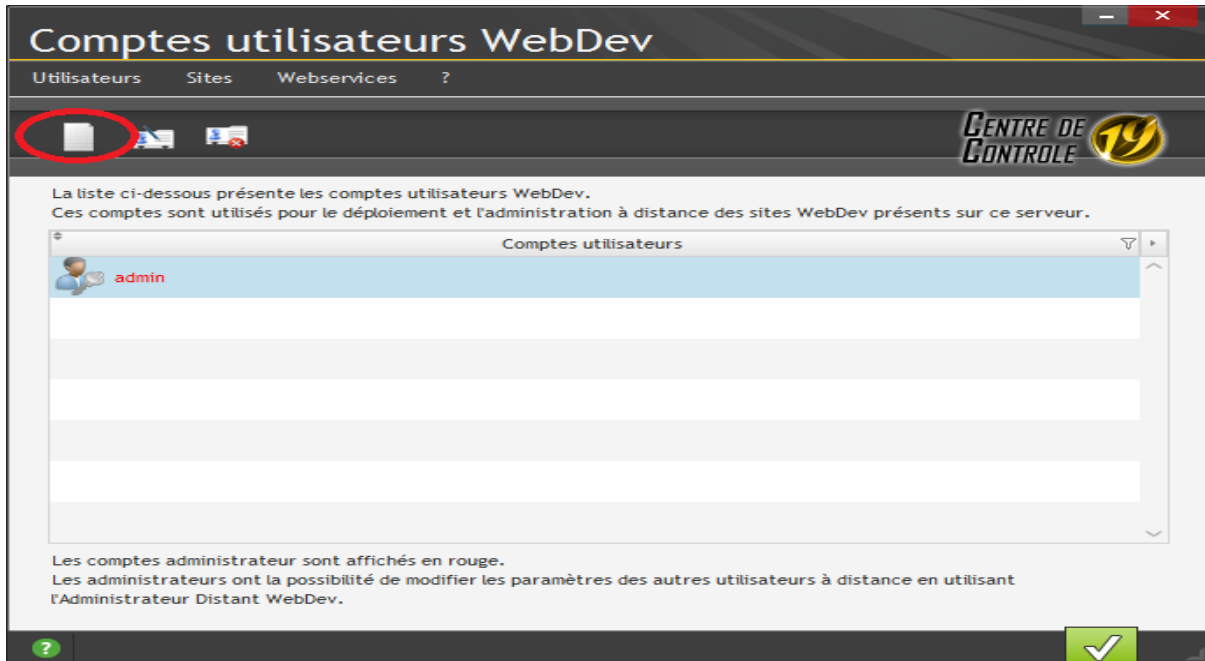 Comptes utilisateurs WebDev
Utilisateurs Sites Webservices ?
CENTRE DE
CONTROLE 19
La liste ci-dessous présente les comptes utilisateurs WebDev.
Ces comptes sont utilisés pour le déploiement et l'administration à distance des sites WebDev présents sur ce serveur.
Comptes utilisateurs
admin
Les comptes administrateur sont affichés en rouge.
Les administrateurs ont la possibilité de modifier les paramètres des autres utilisateurs à distance en utilisant
l'Administrateur Distant WebDev.
?